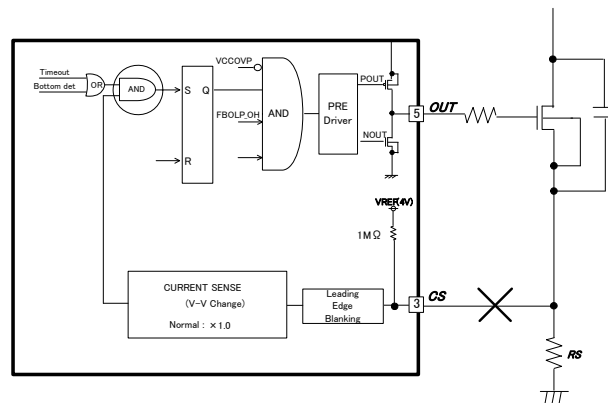 Timeout
Bottom det
OR
AND
S Q
R
VCCOVP
FBOLP_OH
AND
PRE
Driver
POUT
NOUT
5
OUT
VREF(4V)
1MΩ
CURRENT SENSE
(V-V Change)
Normal : ×1.0
Leading
Edge
Blanking
3
CS
RS